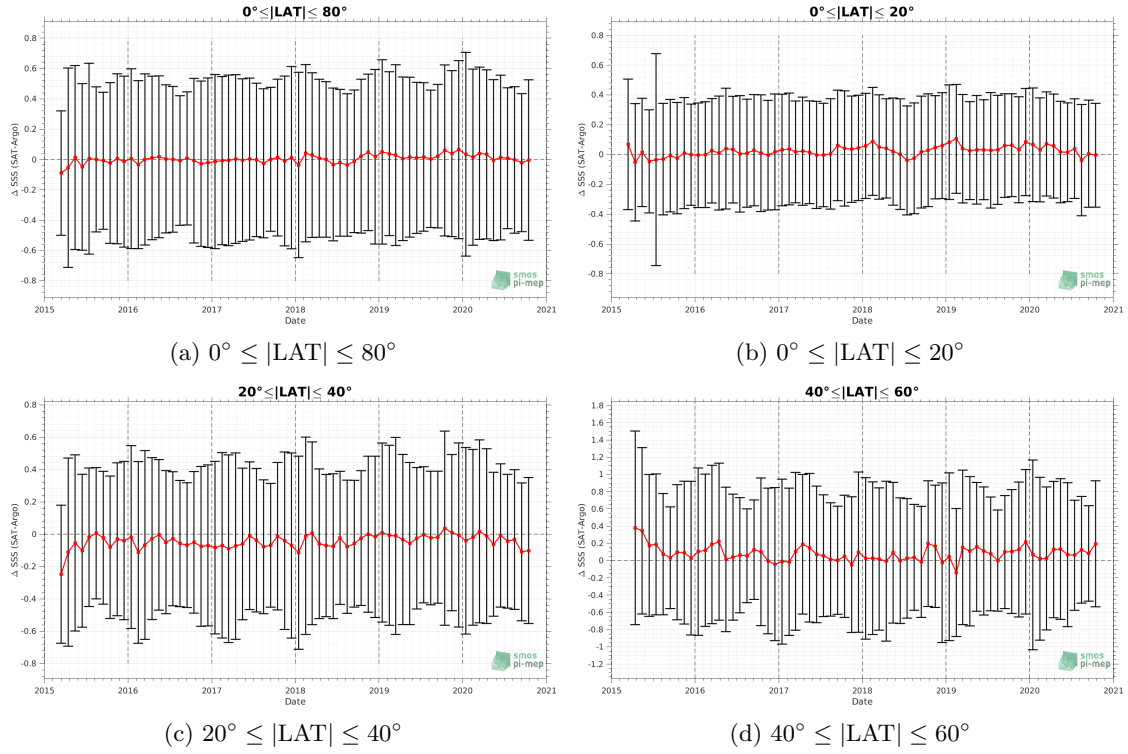 0°≤|LAT|≤ 80°
Δ SSS (SAT-Argo)
0.8
0.6
0.4
0.2
0
-0.2
-0.4
-0.6
-0.8
smos
pi-mep
2015 2016 2017 2018 2019 2020 2021
Date
(a) 0° ≤ |LAT| ≤ 80°
0°≤|LAT|≤ 20°
Δ SSS (SAT-Argo)
0.8
0.6
0.4
0.2
0
-0.2
-0.4
-0.6
-0.8
smos
pi-mep
2015 2016 2017 2018 2019 2020 2021
Date
(b) 0° ≤ |LAT| ≤ 20°
20°≤|LAT|≤ 40°
Δ SSS (SAT-Argo)
0.8
0.6
0.4
0.2
0
-0.2
-0.4
-0.6
-0.8
smos
pi-mep
2015 2016 2017 2018 2019 2020 2021
Date
(c) 20° ≤ |LAT| ≤ 40°
40°≤|LAT|≤ 60°
Δ SSS (SAT-Argo)
1.8
1.6
1.4
1.2
1
0.8
0.6
0.4
0.2
0
-0.2
-0.4
-0.6
-0.8
-1
-1.2
smos
pi-mep
2015 2016 2017 2018 2019 2020 2021
Date
(d) 40° ≤ |LAT| ≤ 60°